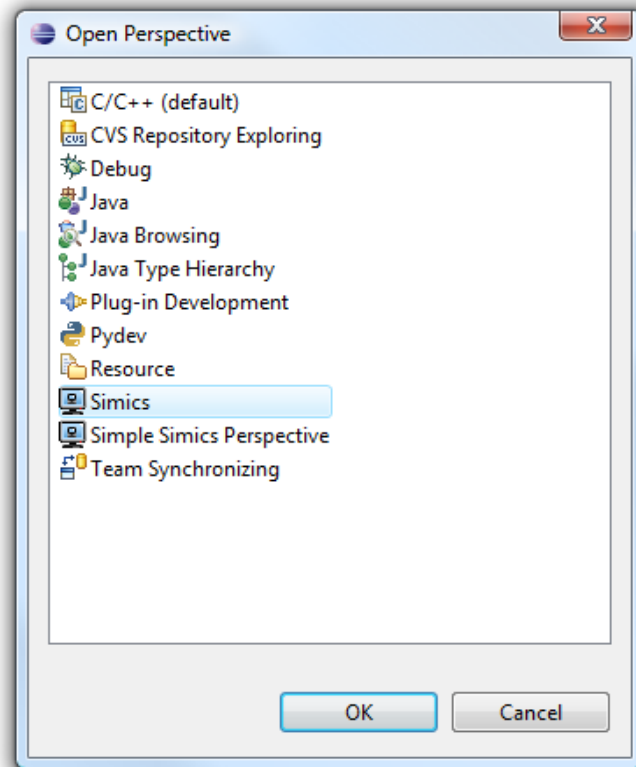 Open Perspective
C/C++ (default)
CVS Repository Exploring
Debug
Java
Java Browsing
Java Type Hierarchy
Plug-in Development
Pydev
Resource
Simics
Simple Simics Perspective
Team Synchronizing
OK
Cancel